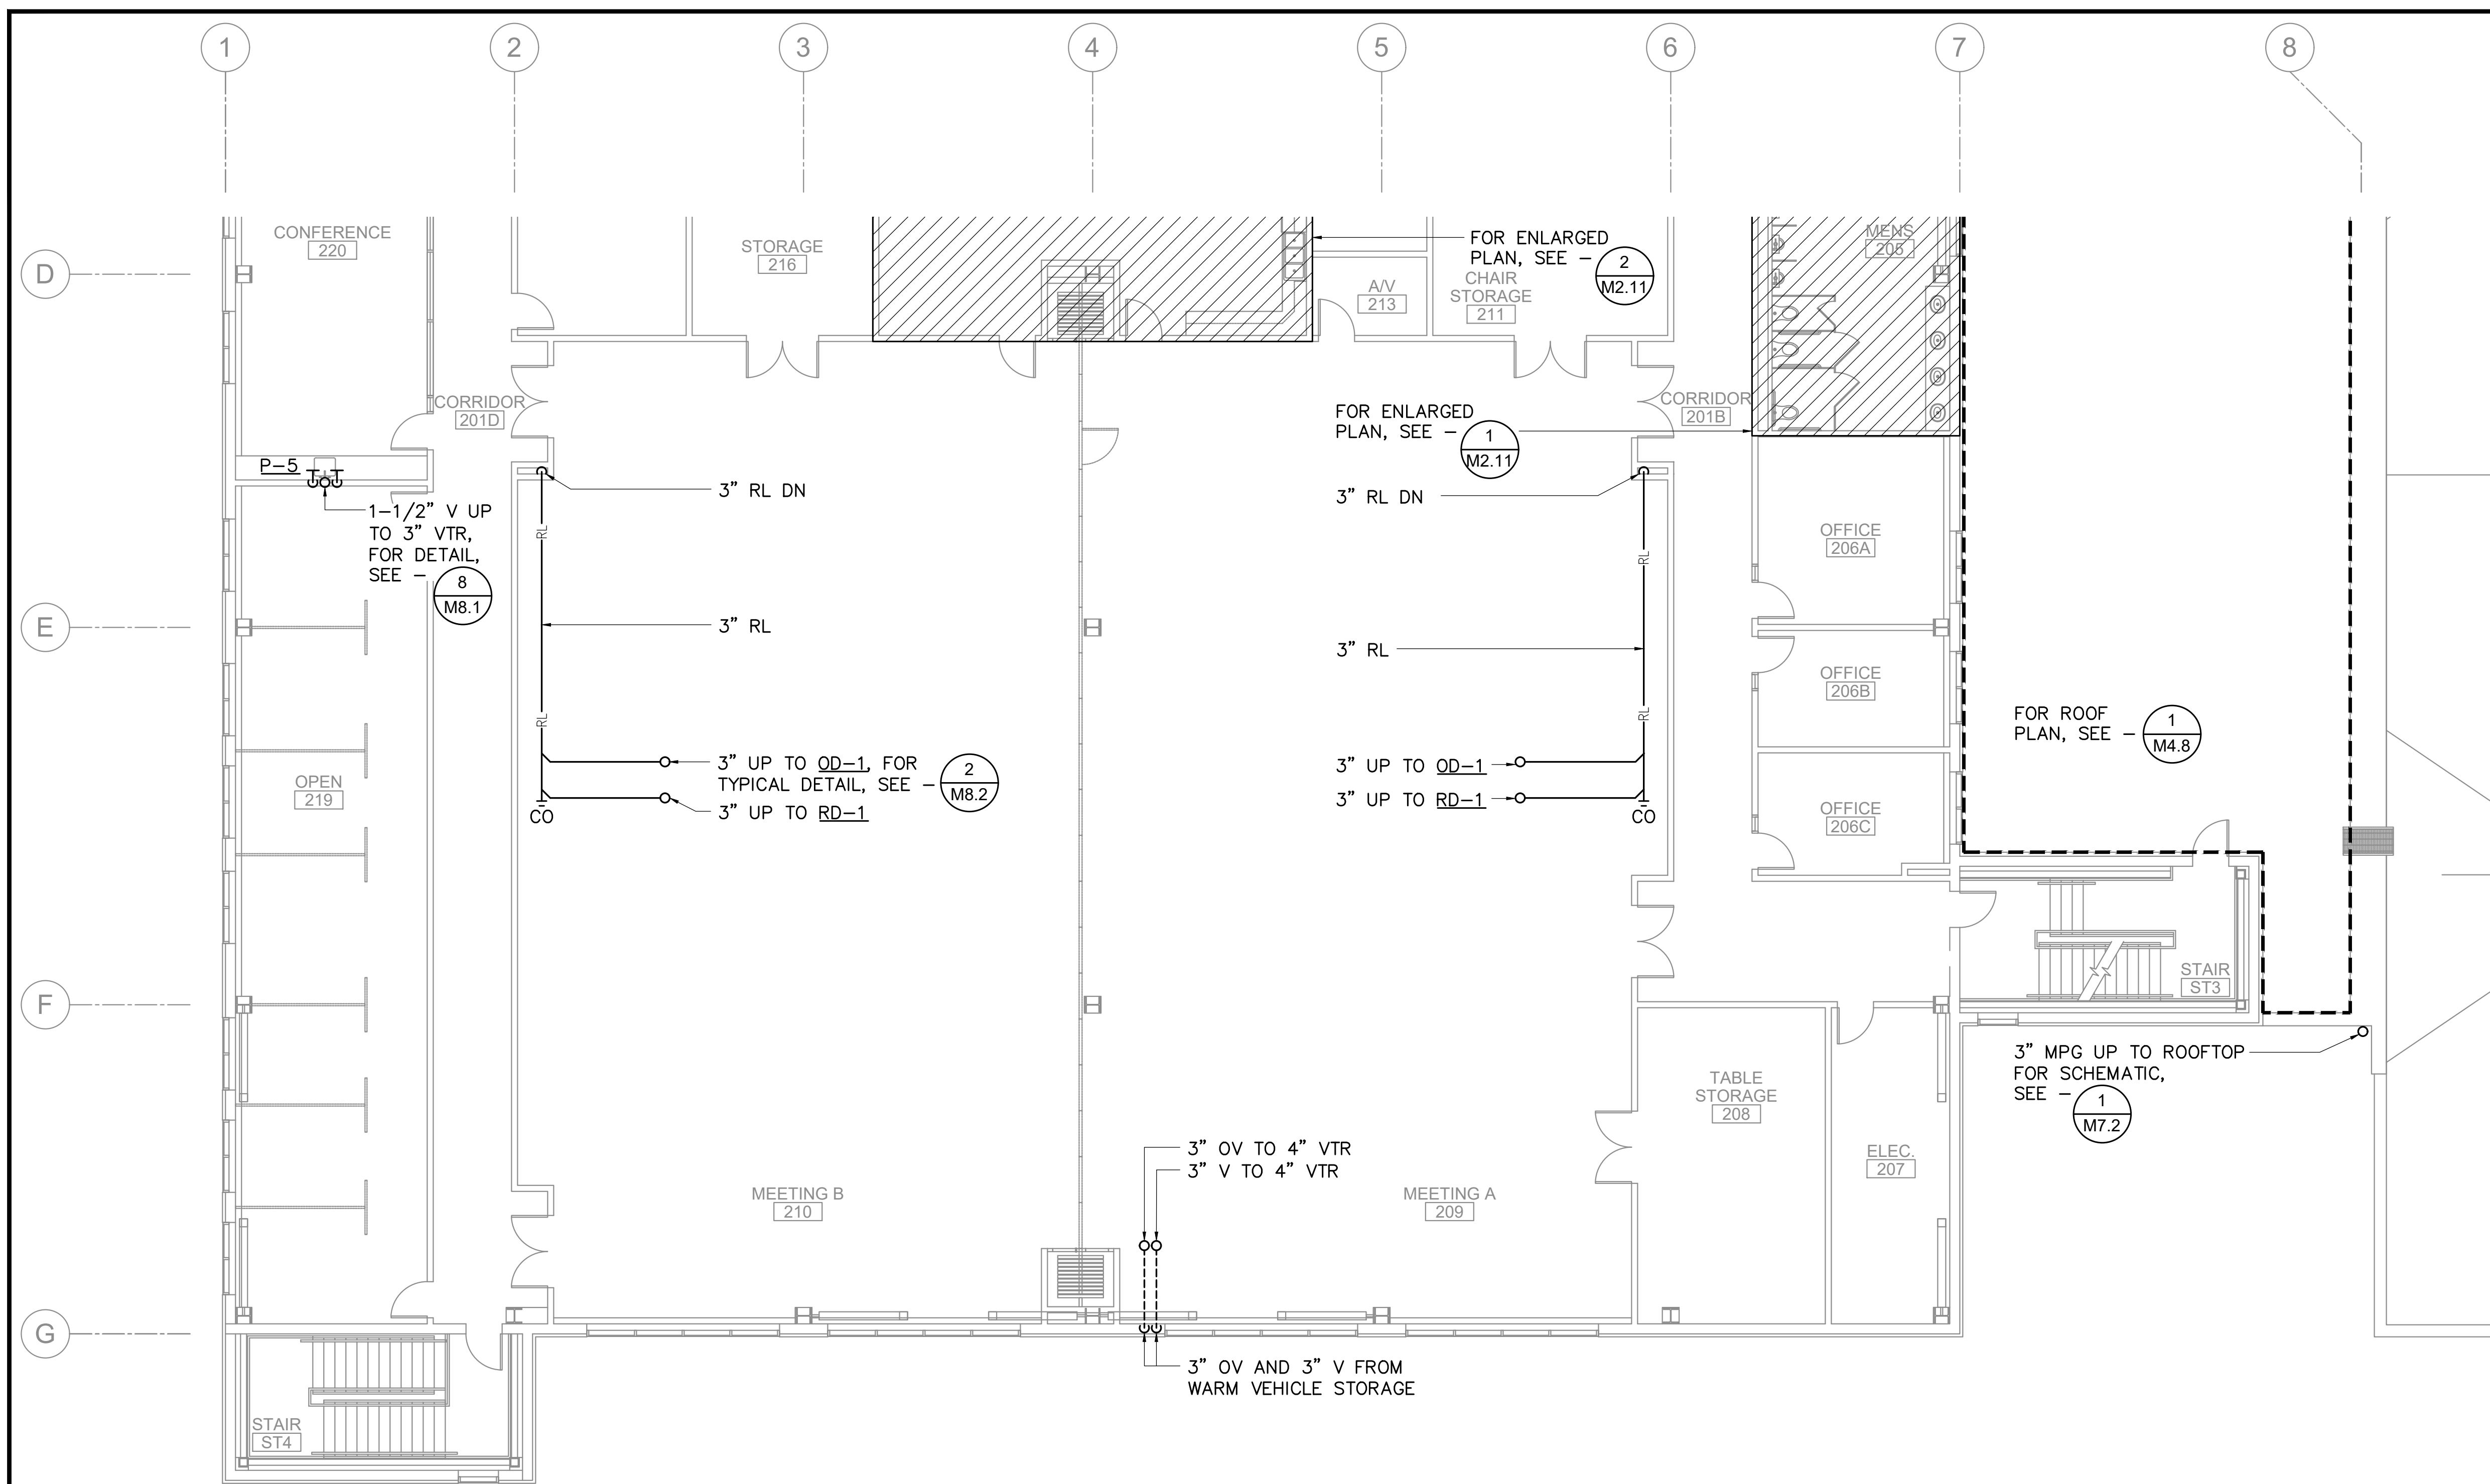 1
2
3
4
5
6
7
8
CONFERENCE
220
STORAGE
216
FOR ENLARGED
PLAN, SEE –
2
M2.11
MENS
205
D
A/V
213
CHAIR
STORAGE
211
CORRIDOR
201D
FOR ENLARGED
PLAN, SEE –
1
M2.11
CORRIDOR
201B
P–5
3" RL DN
3" RL DN
1–1/2" V UP
TO 3" VTR,
FOR DETAIL,
SEE –
8
M8.1
RL
RL
OFFICE
206A
E
3" RL
3" RL
OFFICE
206B
RL
RL
FOR ROOF
PLAN, SEE –
1
M4.8
OPEN
219
3" UP TO OD–1, FOR
TYPICAL DETAIL, SEE –
2
M8.2
3" UP TO RD–1
3" UP TO OD–1
3" UP TO RD–1
CO
CO
OFFICE
206C
F
STAIR
ST3
3" MPG UP TO ROOFTOP
FOR SCHEMATIC,
SEE –
1
M7.2
TABLE
STORAGE
208
3" OV TO 4" VTR
3" V TO 4" VTR
ELEC.
207
MEETING B
210
MEETING A
209
G
3" OV AND 3" V FROM
WARM VEHICLE STORAGE
STAIR
ST4